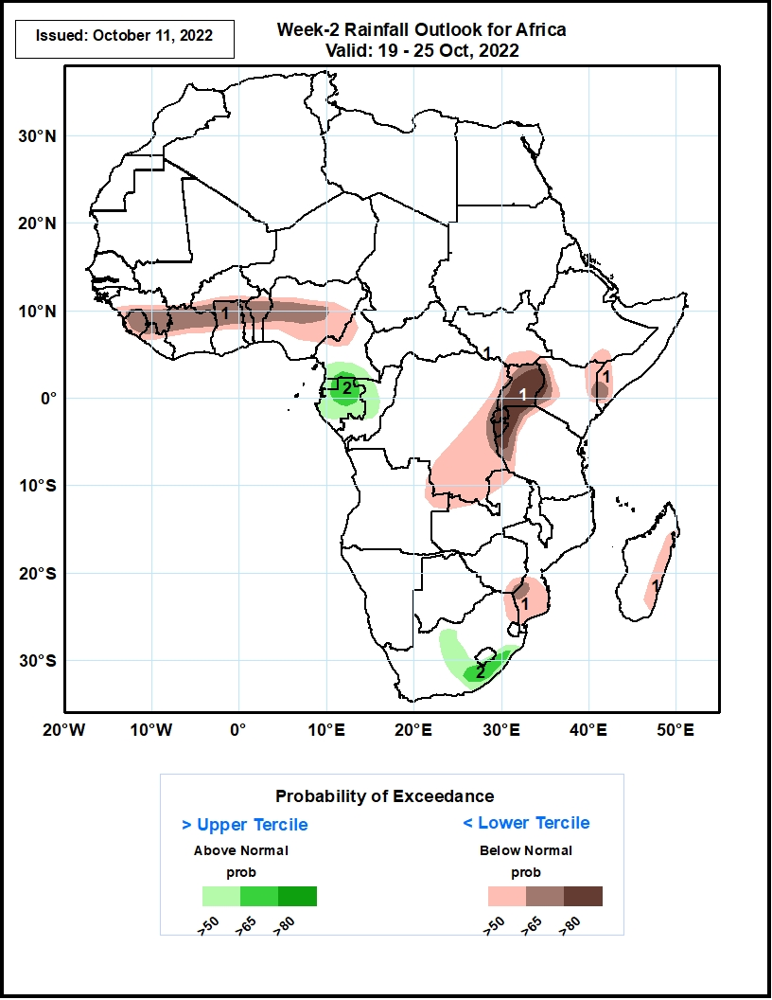 Issued: October 11, 2022
Week-2 Rainfall Outlook for Africa
Valid: 19 - 25 Oct, 2022
30°N
20°N
10°N
0°
10°S
20°S
30°S
1
1
2
1
1
1
1
2
20°W
10°W
0°
10°E
20°E
30°E
40°E
50°E
Probability of Exceedance
> Upper Tercile
< Lower Tercile
Above Normal
Below Normal
prob
prob
>50
>65
>80
>50
>65
>80